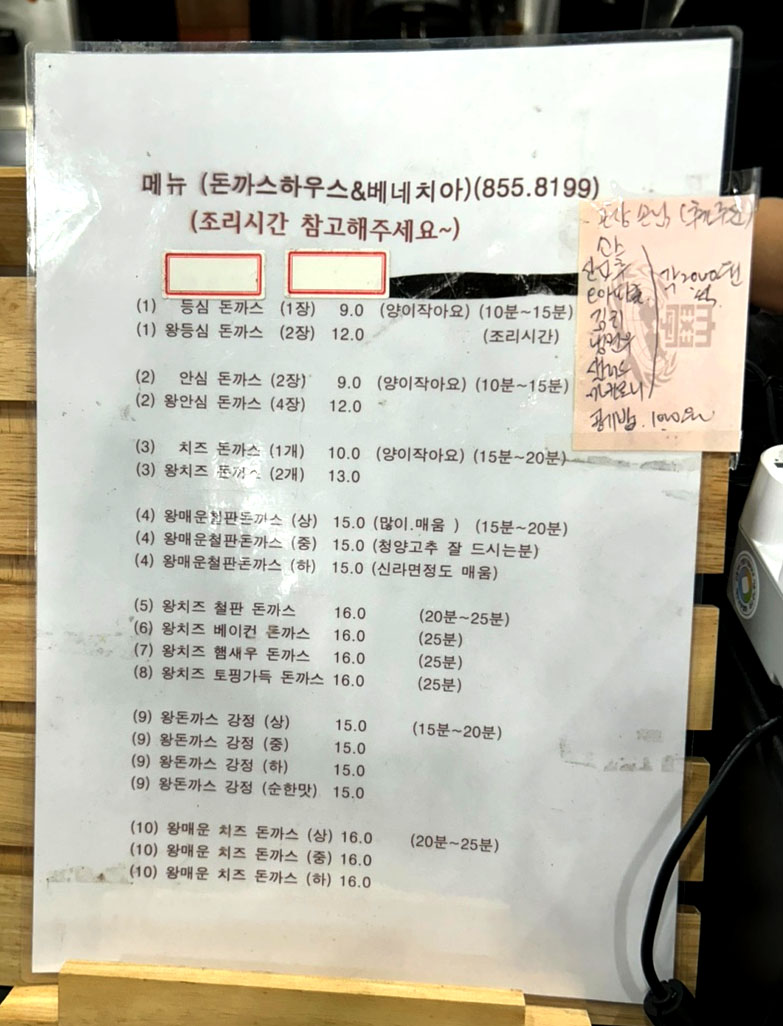 메뉴 (돈까스하우스&베네치아)(855.8199)
(조리시간 참고해주세요~)
(1) 등심 돈까스 (1장) 9.0 (양이작아요) (10분~15분)
(1) 왕등심 돈까스 (2장) 12.0 (조리시간)
(2) 안심 돈까스 (2장) 9.0 (양이작아요) (10분~15분)
(2) 왕안심 돈까스 (4장) 12.0
(3) 치즈 돈까스 (1개) 10.0 (양이작아요) (15분~20분)
(3) 왕치즈 돈까스 (2개) 13.0
(4) 왕매운철판돈까스 (상) 15.0 (많이.매움 ) (15분~20분)
(4) 왕매운철판돈까스 (중) 15.0 (청양고추 잘 드시는분)
(4) 왕매운철판돈까스 (하) 15.0 (신라면정도 매움)
(5) 왕치즈 철판 돈까스 16.0 (20분~25분)
(6) 왕치즈 베이컨 돈까스 16.0 (25분)
(7) 왕치즈 햄새우 돈까스 16.0 (25분)
(8) 왕치즈 토핑가득 돈까스 16.0 (25분)
(9) 왕돈까스 강정 (상) 15.0 (15분~20분)
(9) 왕돈까스 강정 (중) 15.0
(9) 왕돈까스 강정 (하) 15.0
(9) 왕돈까스 강정 (순한맛) 15.0
(10) 왕매운 치즈 돈까스 (상) 16.0 (20분~25분)
(10) 왕매운 치즈 돈까스 (중) 16.0
(10) 왕매운 치즈 돈까스 (하) 16.0
포장 손님
각 2000원
공기밥 1000원